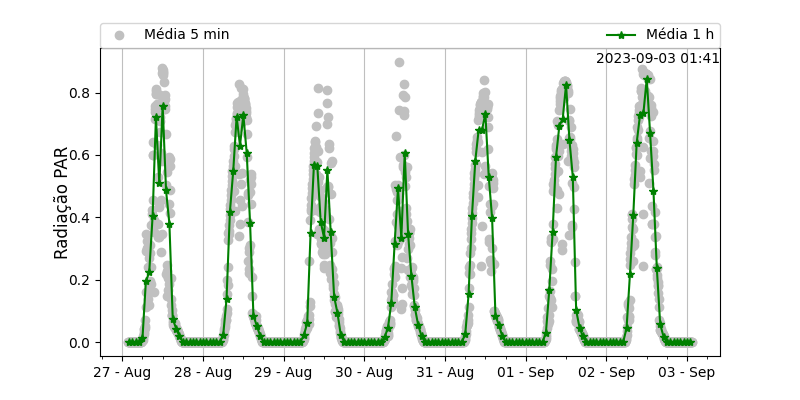 Média 5 min
Média 1 h
2023-09-03 01:41
Radiação PAR
0.8
0.6
0.4
0.2
0.0
27 - Aug
28 - Aug
29 - Aug
30 - Aug
31 - Aug
01 - Sep
02 - Sep
03 - Sep